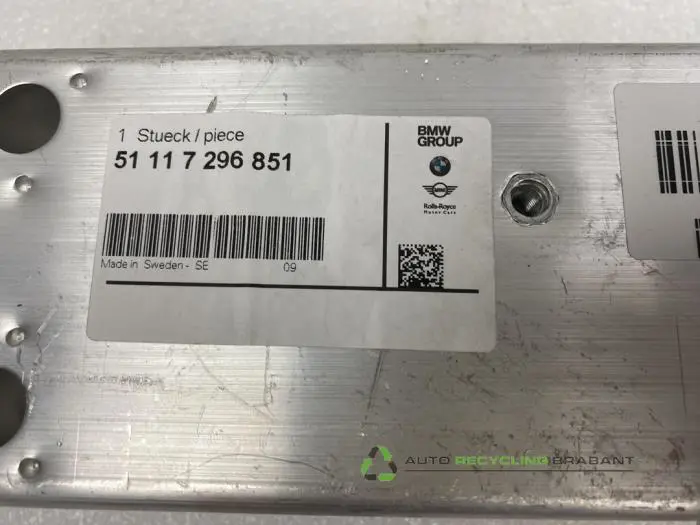 1 Stueck / piece
51 11 7 296 851
Made in Sweden - SE 09
BMW
GROUP
MINI
Rolls-Royce
Motor Cars
AUTO RECYCLING BRABANT